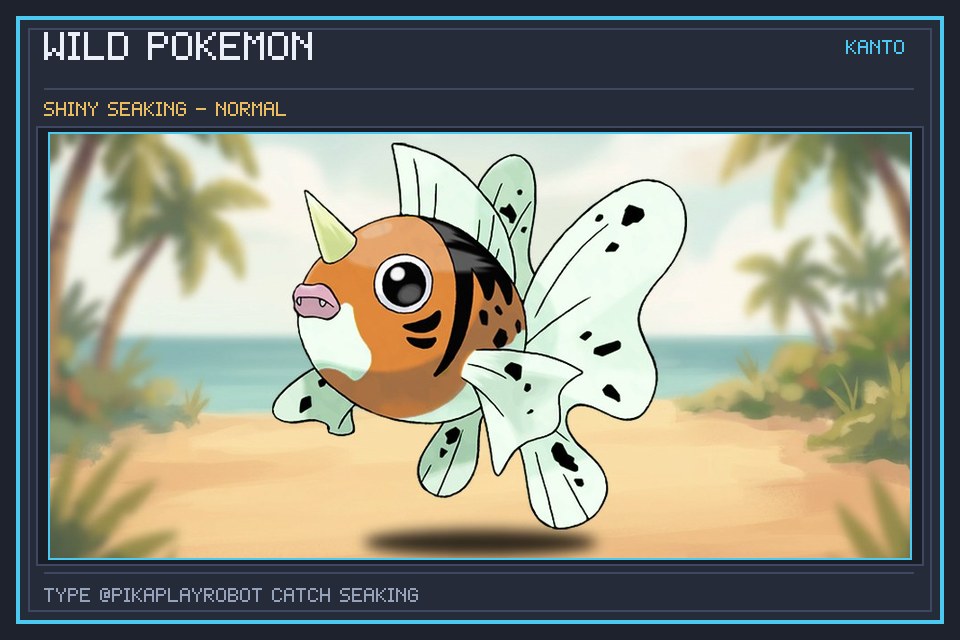 WILD POKEMON
KANTO
SHINY SEAKING – NORMAL
TYPE @PIKAPLAYROBOT CATCH SEAKING